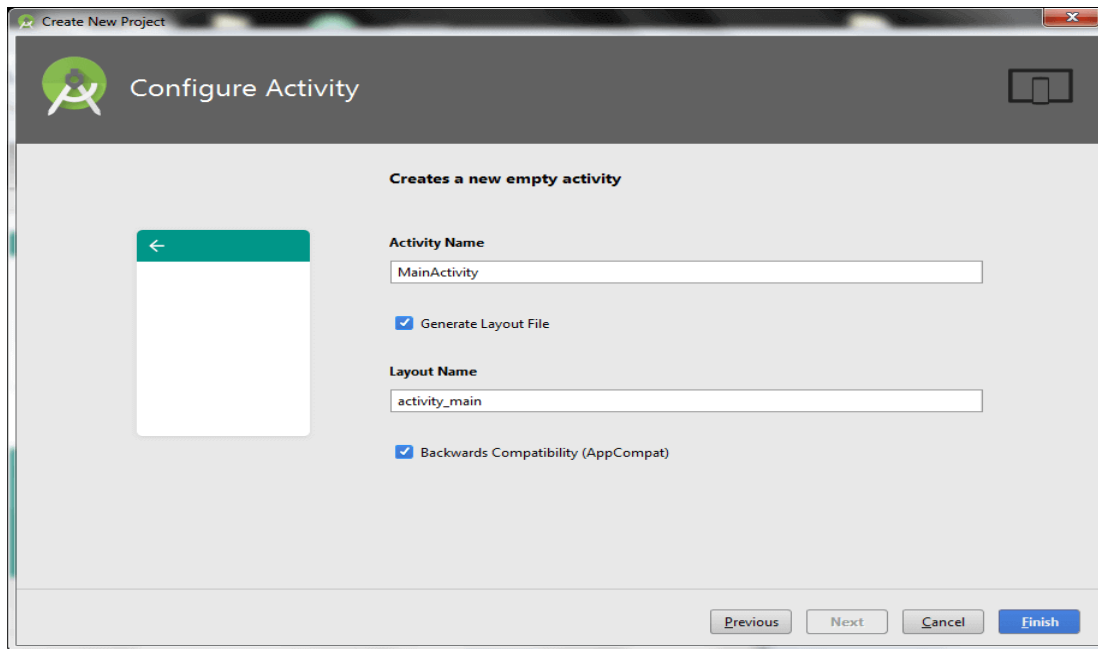 Create New Project
Configure Activity
Creates a new empty activity
Activity Name
MainActivity
Generate Layout File
Layout Name
activity_main
Backwards Compatibility (AppCompat)
Previous Next Cancel Finish